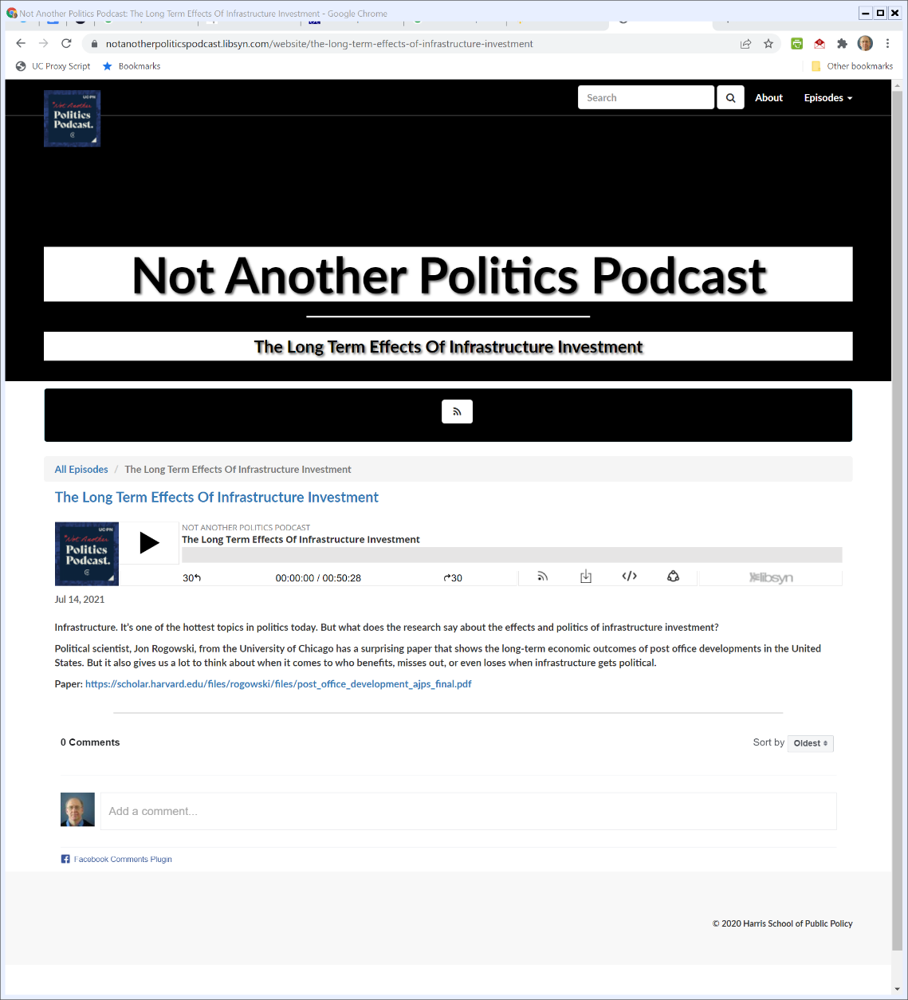 Not Another Politics Podcast: The Long Term Effects Of Infrastructure Investment - Google Chrome
notanotherpoliticspodcast.libsyn.com/website/the-long-term-effects-of-infrastructure-investment
UC Proxy Script Bookmarks Other bookmarks
UC PN
Not Another
Politics
Podcast.
Search About Episodes
Not Another Politics Podcast
The Long Term Effects Of Infrastructure Investment
All Episodes / The Long Term Effects Of Infrastructure Investment
The Long Term Effects Of Infrastructure Investment
UC PN
Not Another
Politics
Podcast.
NOT ANOTHER POLITICS PODCAST
The Long Term Effects Of Infrastructure Investment
30 00:00:00 / 00:50:28 30 </> libsyn
Jul 14, 2021
Infrastructure. It's one of the hottest topics in politics today. But what does the research say about the effects and politics of infrastructure investment?
Political scientist, Jon Rogowski, from the University of Chicago has a surprising paper that shows the long-term economic outcomes of post office developments in the United
States. But it also gives us a lot to think about when it comes to who benefits, misses out, or even loses when infrastructure gets political.
Paper: https://scholar.harvard.edu/files/rogowski/files/post_office_development_ajps_final.pdf
0 Comments Sort by Oldest
Add a comment...
Facebook Comments Plugin
© 2020 Harris School of Public Policy